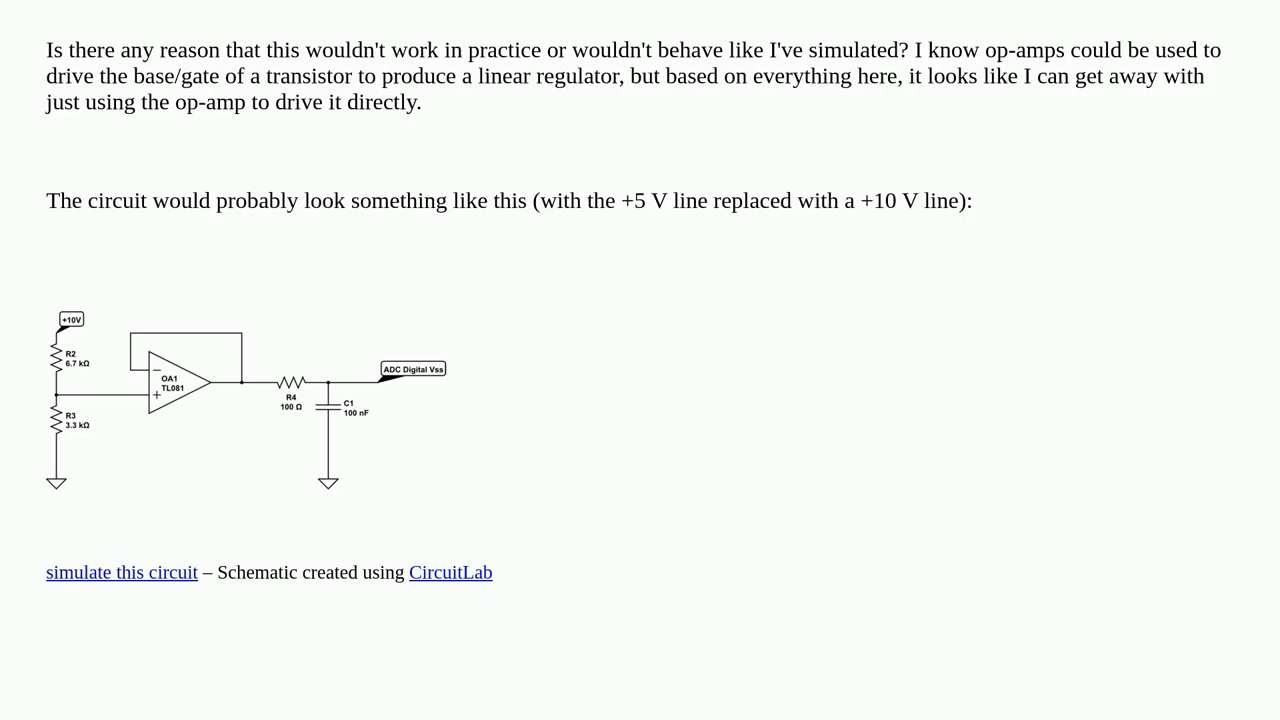 Is there any reason that this wouldn't work in practice or wouldn't behave like I've simulated? I know op-amps could be used to
drive the base/gate of a transistor to produce a linear regulator, but based on everything here, it looks like I can get away with
just using the op-amp to drive it directly.
The circuit would probably look something like this (with the +5 V line replaced with a +10 V line):
+10V
R2
6.7 kΩ
R3
3.3 kΩ
OA1
TL081
R4
100 Ω
C1
100 nF
ADC Digital Vss
simulate this circuit – Schematic created using CircuitLab